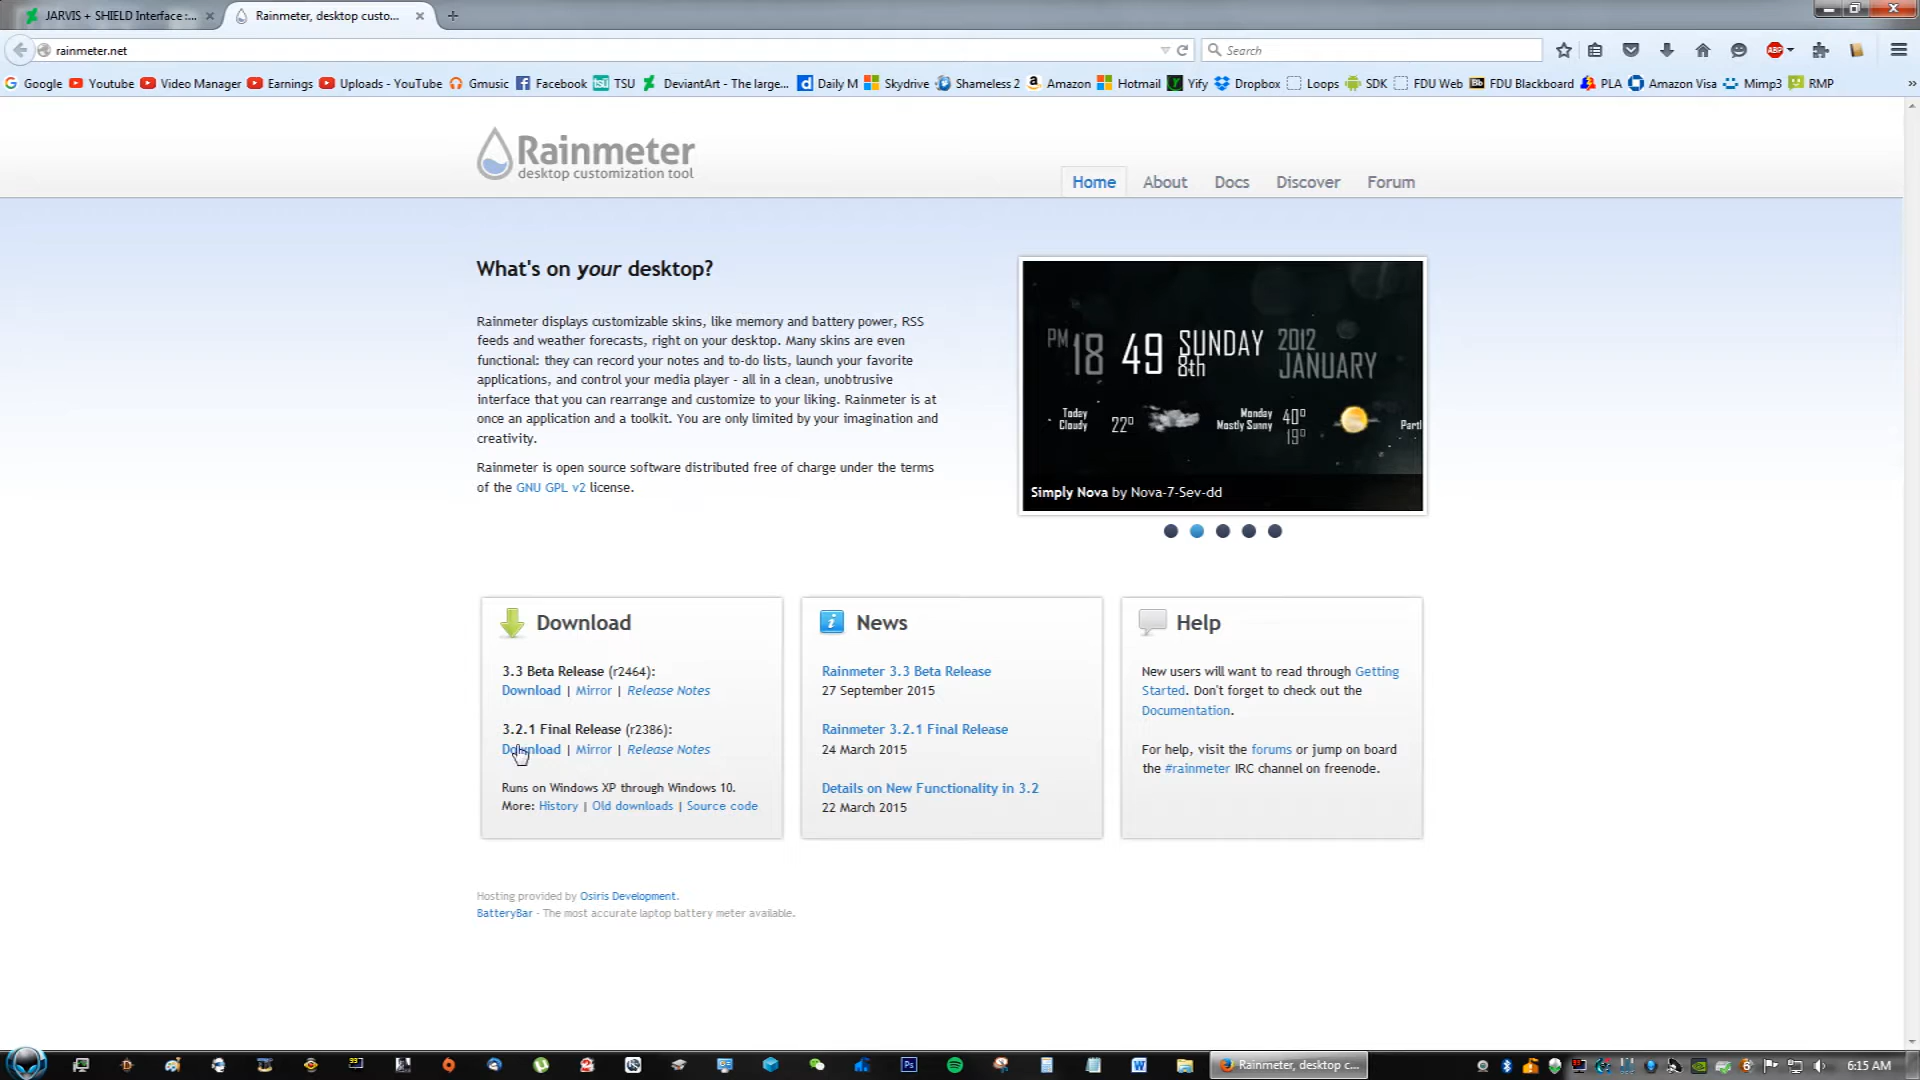 JARVIS + SHIELD Interface :...
Rainmeter, desktop custo...
rainmeter.net
Search
ABP
Google Youtube Video Manager Earnings Uploads - YouTube Gmusic Facebook TSU DeviantArt - The large... Daily M Skydrive Shameless 2 Amazon Hotmail Yify Dropbox Loops SDK FDU Web FDU Blackboard PLA Amazon Visa Mimp3 RMP
Rainmeter
desktop customization tool
Home About Docs Discover Forum
What's on your desktop?
Rainmeter displays customizable skins, like memory and battery power, RSS
feeds and weather forecasts, right on your desktop. Many skins are even
functional: they can record your notes and to-do lists, launch your favorite
applications, and control your media player - all in a clean, unobtrusive
interface that you can rearrange and customize to your liking. Rainmeter is at
once an application and a toolkit. You are only limited by your imagination and
creativity.
Rainmeter is open source software distributed free of charge under the terms
of the GNU GPL v2 license.
PM 18 49 SUNDAY 8th 2012 JANUARY
Today Cloudy 22° Monday Mostly Sunny 40° 19° Partl
Simply Nova by Nova-7-Sev-dd
Download
3.3 Beta Release (r2464):
Download | Mirror | Release Notes
3.2.1 Final Release (r2386):
Download | Mirror | Release Notes
Runs on Windows XP through Windows 10.
More: History | Old downloads | Source code
News
Rainmeter 3.3 Beta Release
27 September 2015
Rainmeter 3.2.1 Final Release
24 March 2015
Details on New Functionality in 3.2
22 March 2015
Help
New users will want to read through Getting
Started. Don't forget to check out the
Documentation.
For help, visit the forums or jump on board
the #rainmeter IRC channel on freenode.
Hosting provided by Osiris Development.
BatteryBar - The most accurate laptop battery meter available.
Ps
W
Rainmeter, desktop c...
6:15 AM